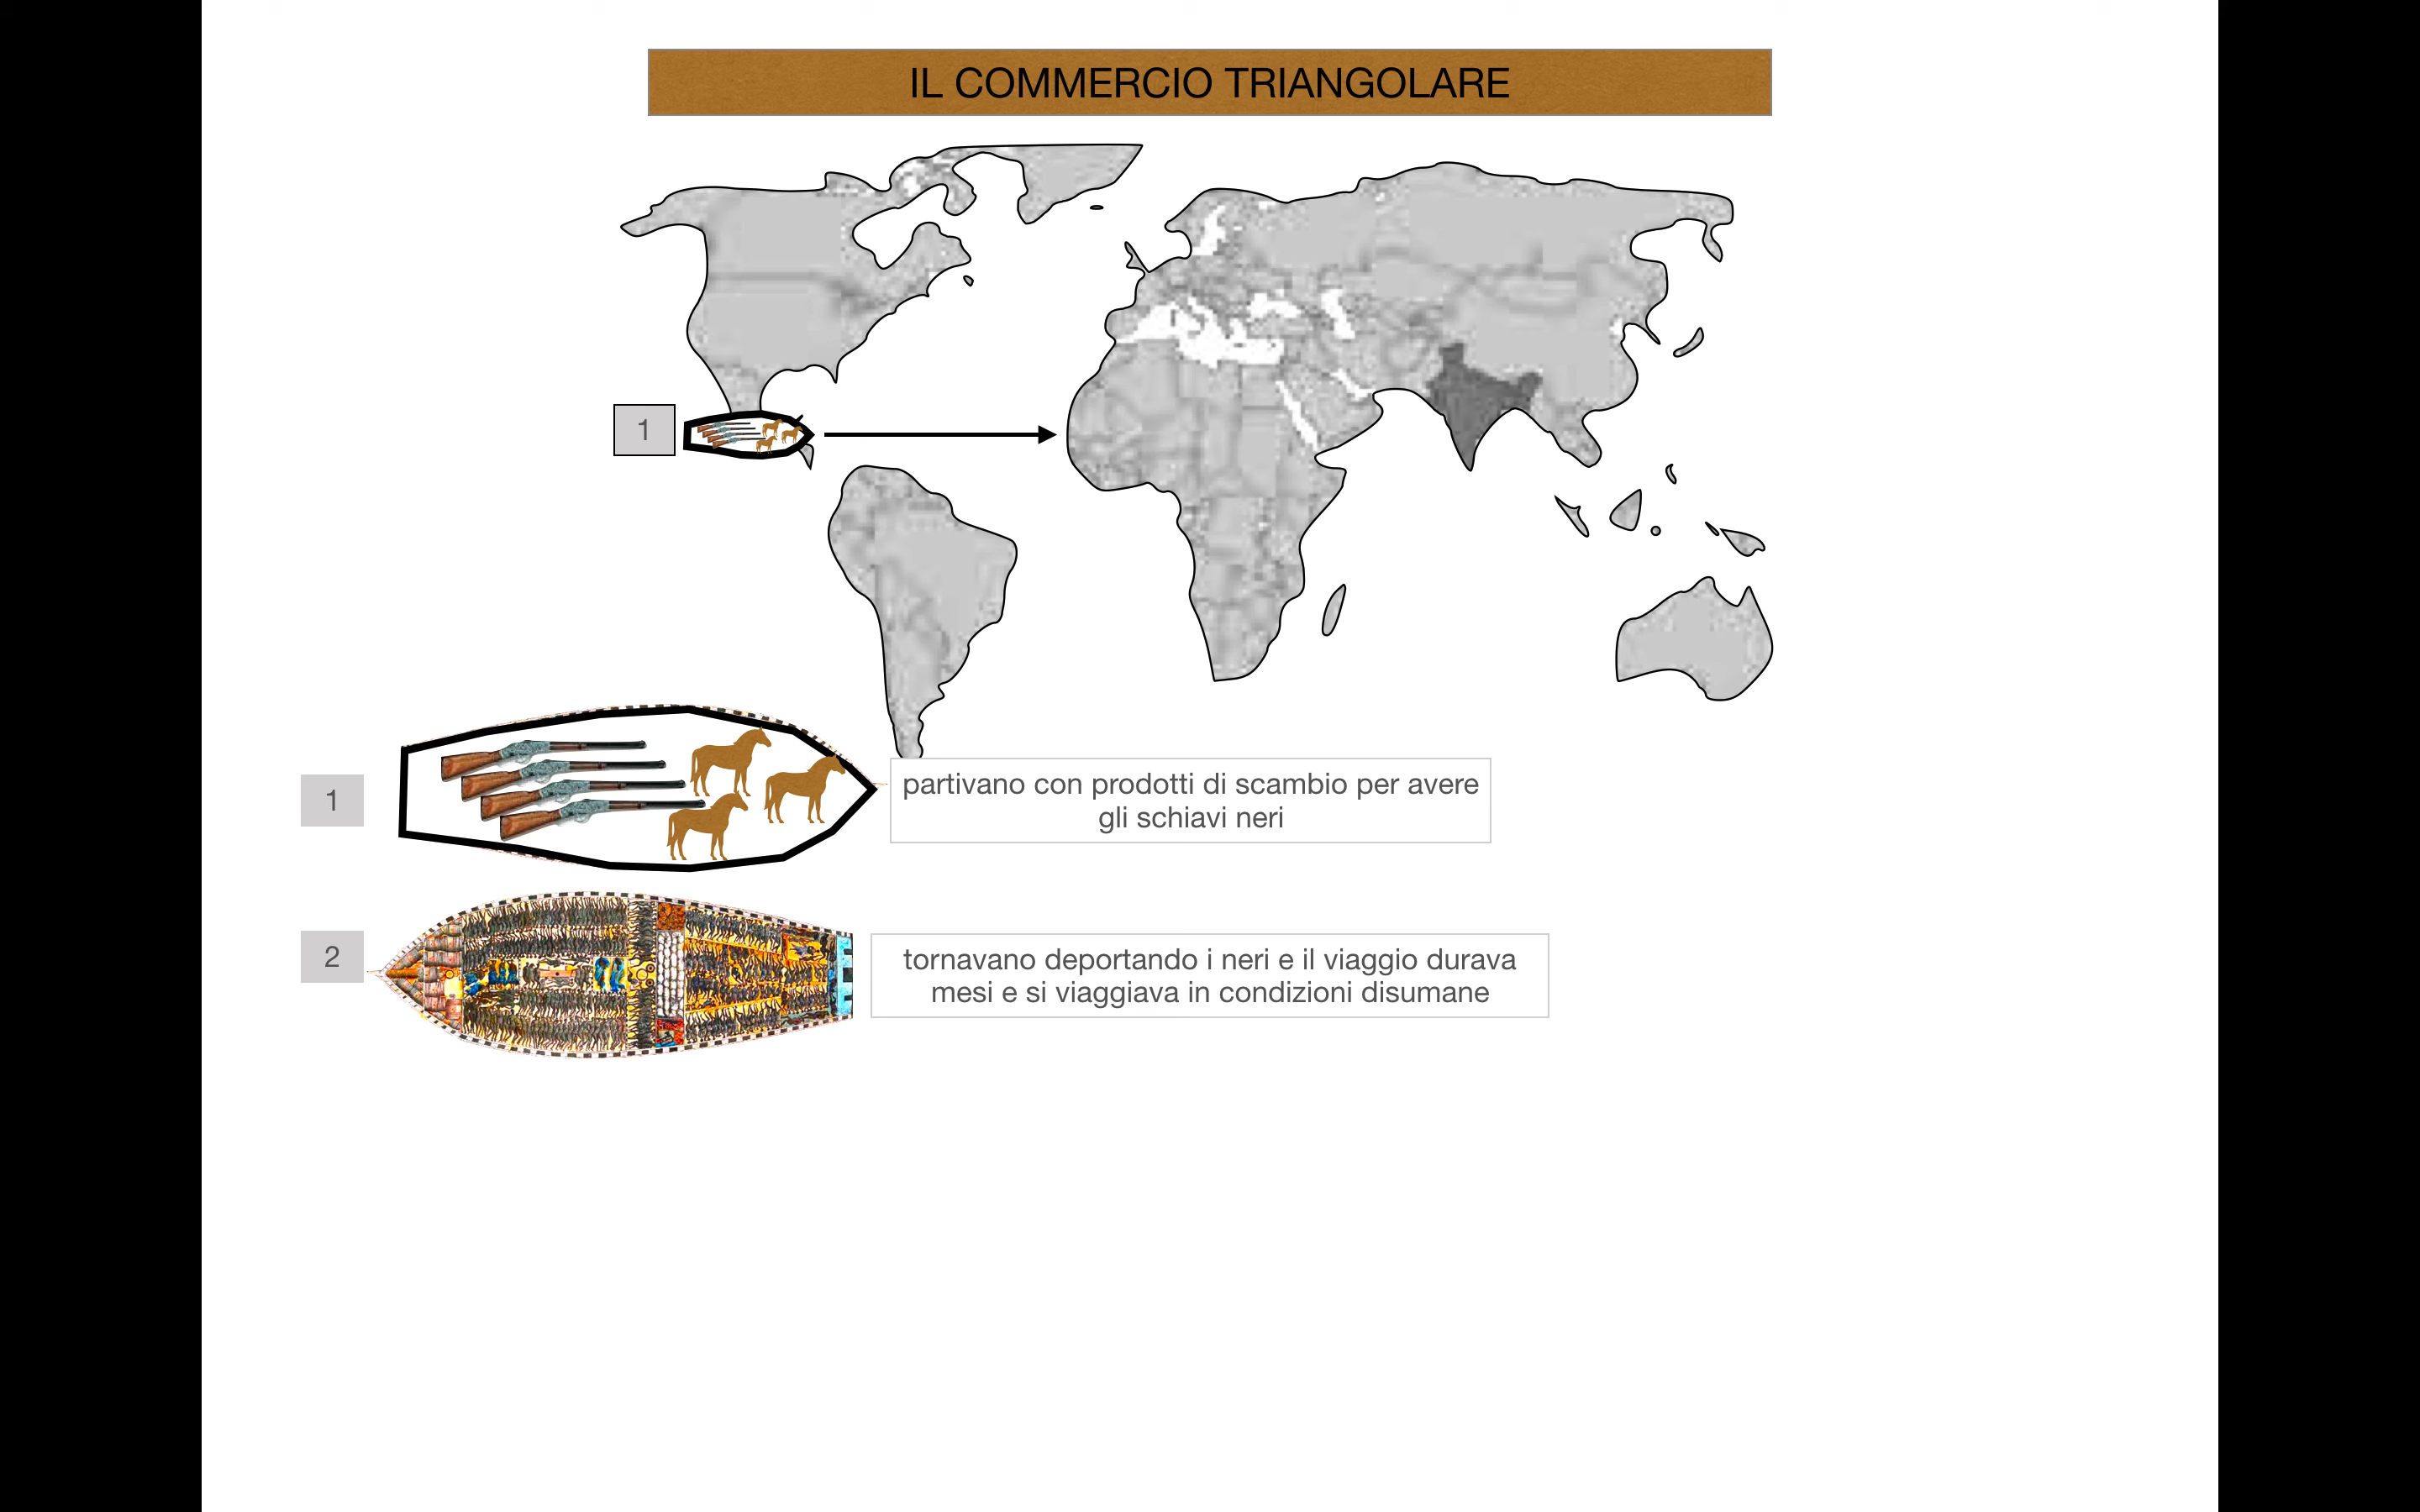 IL COMMERCIO TRIANGOLARE
1
1
partivano con prodotti di scambio per avere
gli schiavi neri
2
tornavano deportando i neri e il viaggio durava
mesi e si viaggiava in condizioni disumane